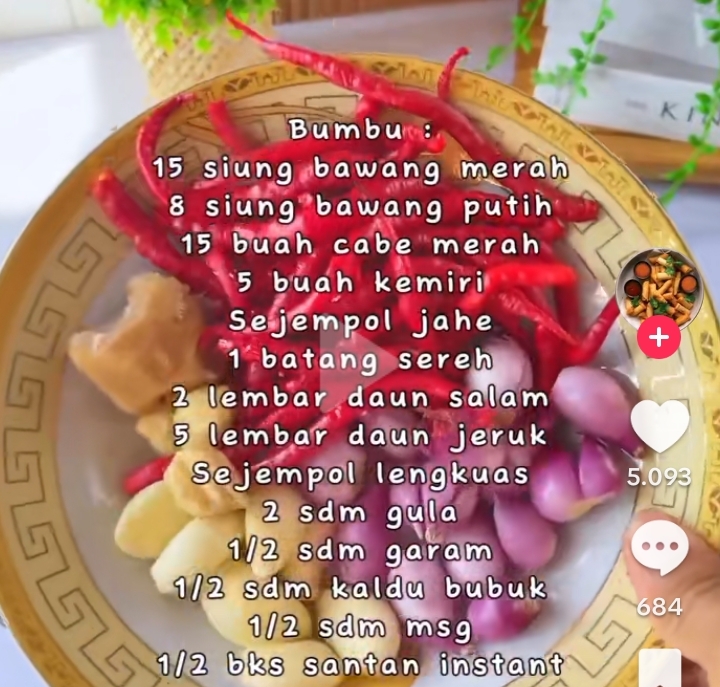 Bumbu :
15 siung bawang merah
8 siung bawang putih
15 buah cabe merah
5 buah kemiri
Sejempol jahe
1 batang sereh
2 lembar daun salam
5 lembar daun jeruk
Sejempol lengkuas
2 sdm gula
1/2 sdm garam
1/2 sdm kaldu bubuk
1/2 sdm msg
1/2 bks santan instant
5.093
684